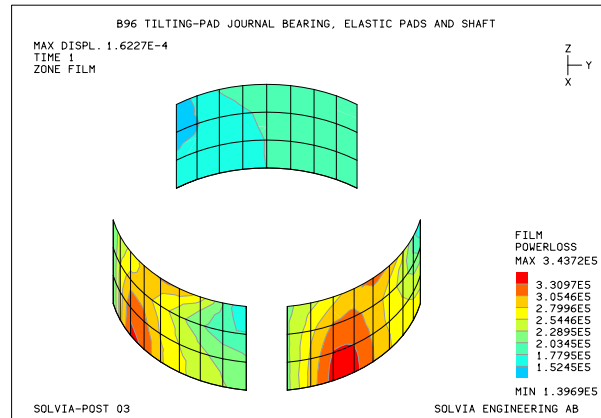 B96 TILTING-PAD JOURNAL BEARING, ELASTIC PADS AND SHAFT
MAX DISPL. 1.6227E-4
TIME 1
ZONE FILM
Z
Y
X
FILM
POWERLOSS
MAX 3.4372E5
3.3097E5
3.0546E5
2.7996E5
2.5446E5
2.2895E5
2.0345E5
1.7795E5
1.5245E5
MIN 1.3969E5
SOLVIA-POST 03
SOLVIA ENGINEERING AB